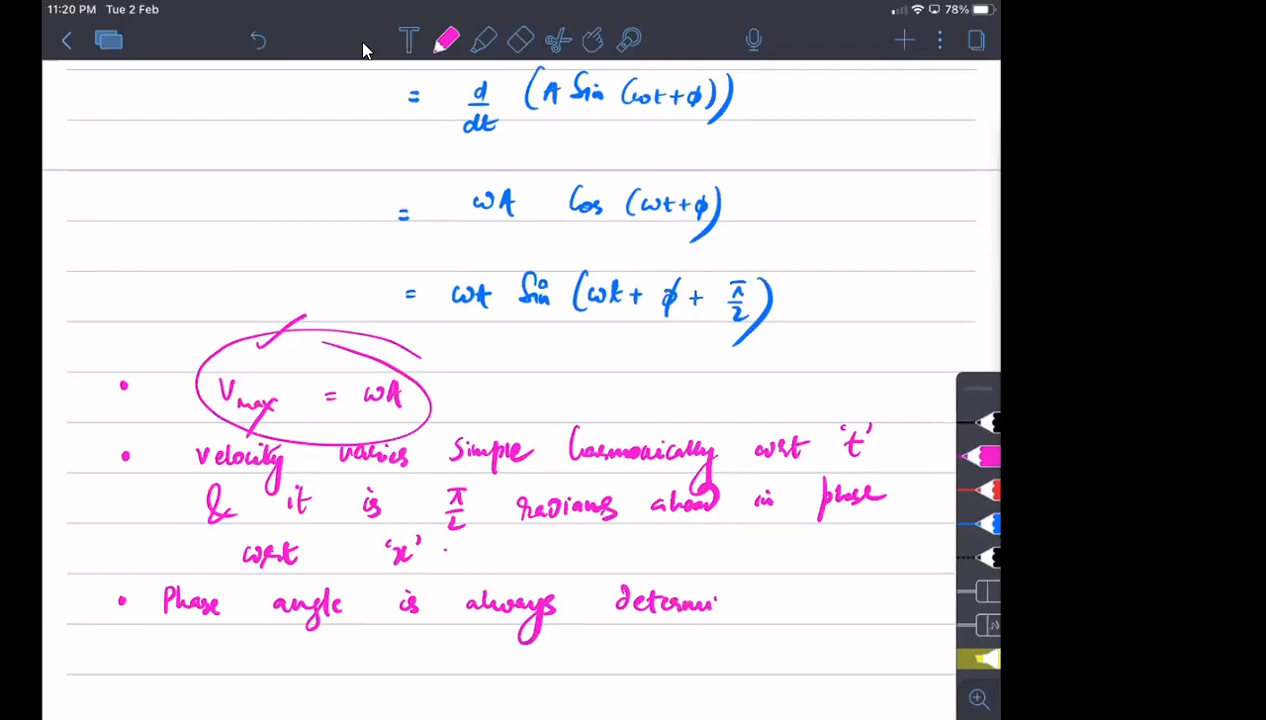 11:20 PM Tue 2 Feb 78%
= d/dt (A Sin (ωt+ϕ))
= ωA Cos (ωt+ϕ)
= ωA Sin (ωt + ϕ + π/2)
• Vmax = ωA
• velocity varies simple harmonically wrt 't'
& it is π/2 radians ahead in phase
wrt 'x' .
• Phase angle is always determi